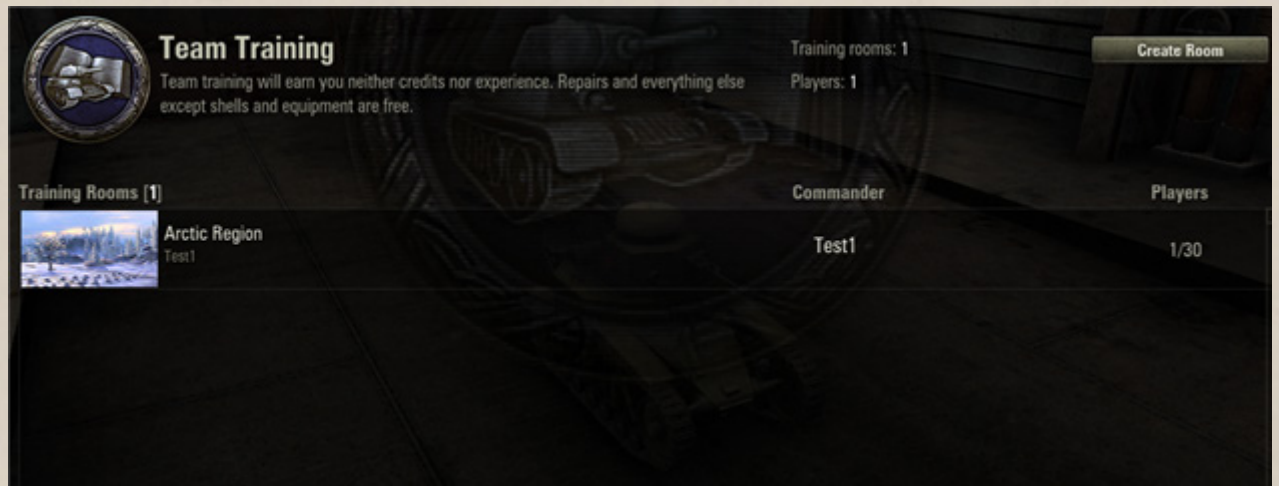 Team Training
Team training will earn you neither credits nor experience. Repairs and everything else
except shells and equipment are free.
Training rooms: 1
Players: 1
Create Room
Training Rooms [1]
Commander
Players
Arctic Region
Test1
Test1
1/30